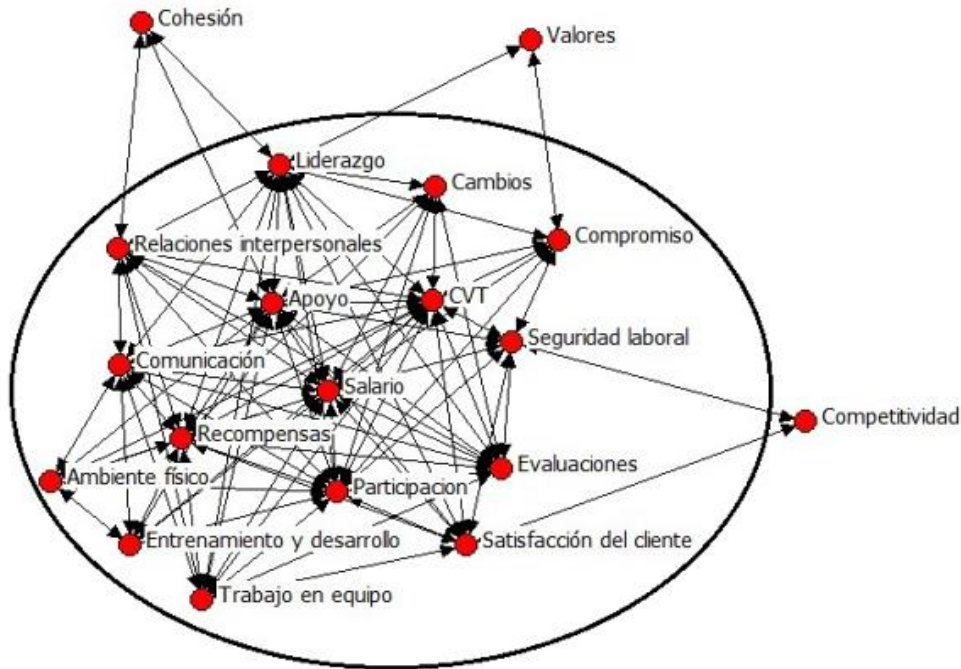 Cohesión
Valores
Liderazgo
Cambios
Compromiso
Relaciones interpersonales
Apoyo
CVT
Seguridad laboral
Comunicación
Salario
Competitividad
Recompensas
Evaluaciones
Ambiente físico
Participacion
Entrenamiento y desarrollo
Satisfacción del cliente
Trabajo en equipo